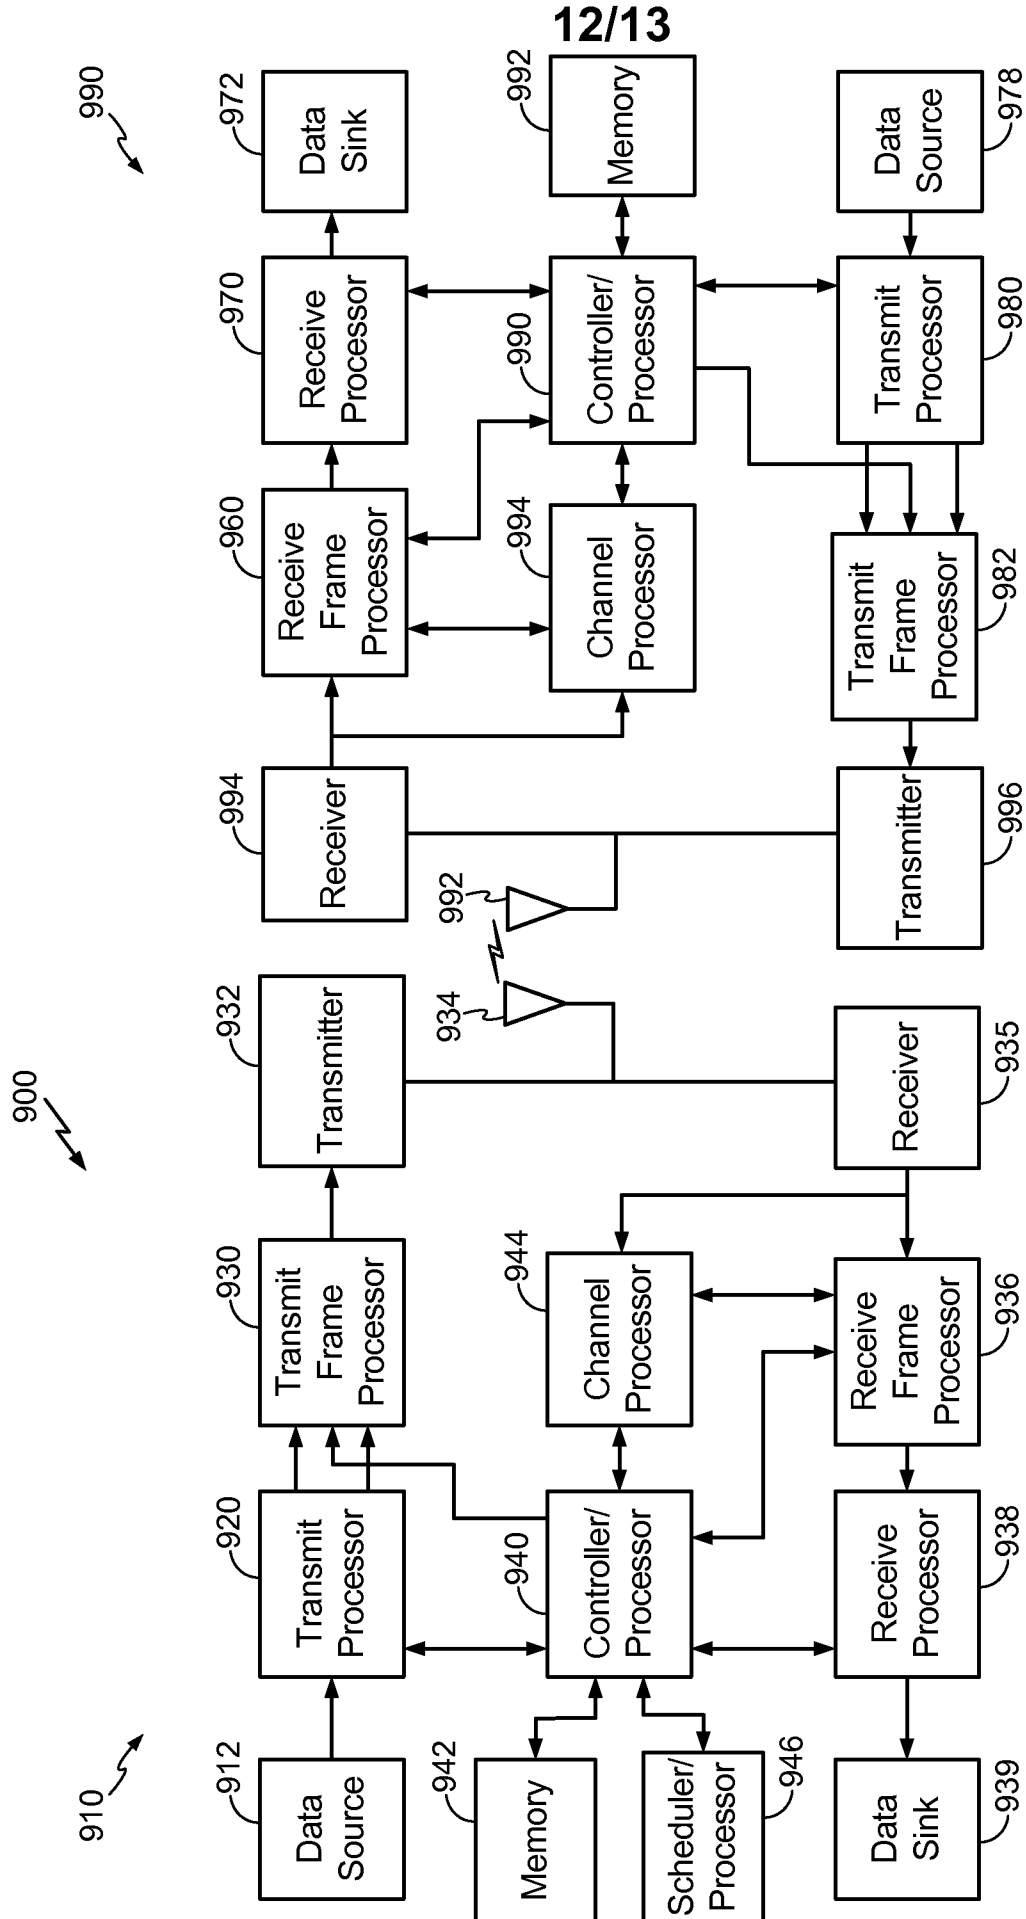 12/13
900
910
990
912
Data
Source
920
Transmit
Processor
930
Transmit
Frame
Processor
932
Transmitter
994
Receiver
960
Receive
Frame
Processor
970
Receive
Processor
972
Data
Sink
934
992
942
Memory
940
Controller/
Processor
944
Channel
Processor
994
Channel
Processor
990
Controller/
Processor
992
Memory
Scheduler/
Processor
946
Data
Sink
939
Receive
Processor
938
Receive
Frame
Processor
936
Receiver
935
Transmitter
996
Transmit
Frame
Processor
982
Transmit
Processor
980
Data
Source
978